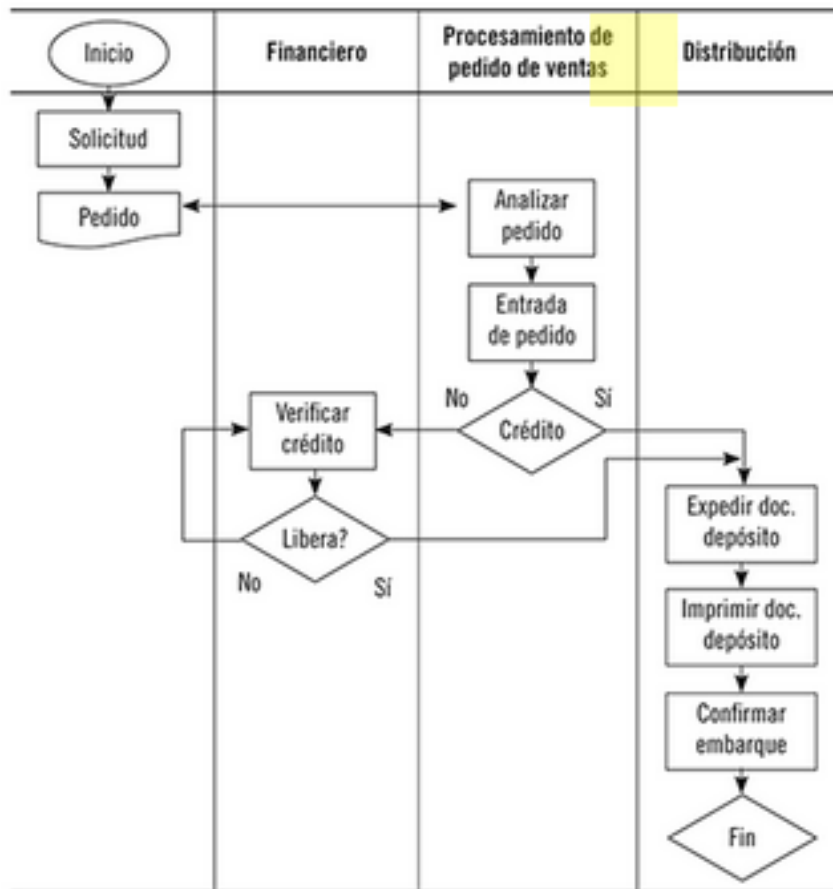 Inicio
Financiero
Procesamiento de
pedido de ventas
Distribución
Solicitud
Pedido
Analizar
pedido
Entrada
de pedido
No
Sí
Crédito
Verificar
crédito
Libera?
No
Sí
Expedir doc.
depósito
Imprimir doc.
depósito
Confirmar
embarque
Fin